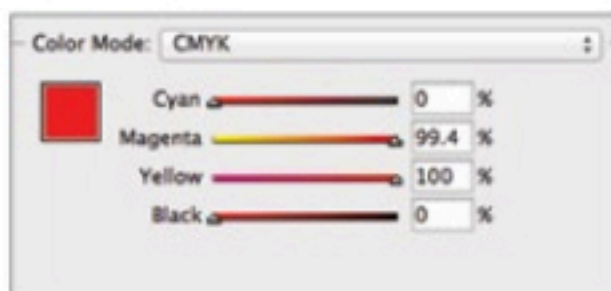 Color Mode: CMYK
Cyan 0 %
Magenta 99.4 %
Yellow 100 %
Black 0 %